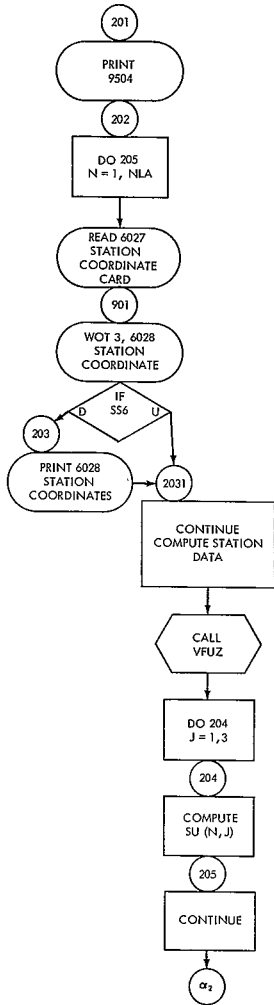 201
PRINT
9504
202
DO 205
N = 1, NLA
READ 6027
STATION
COORDINATE
CARD
901
WOT 3, 6028
STATION
COORDINATE
IF
SS6
D
U
203
PRINT 6028
STATION
COORDINATES
2031
CONTINUE
COMPUTE STATION
DATA
CALL
VFUZ
DO 204
J = 1,3
204
COMPUTE
SU (N,J)
205
CONTINUE
α₂